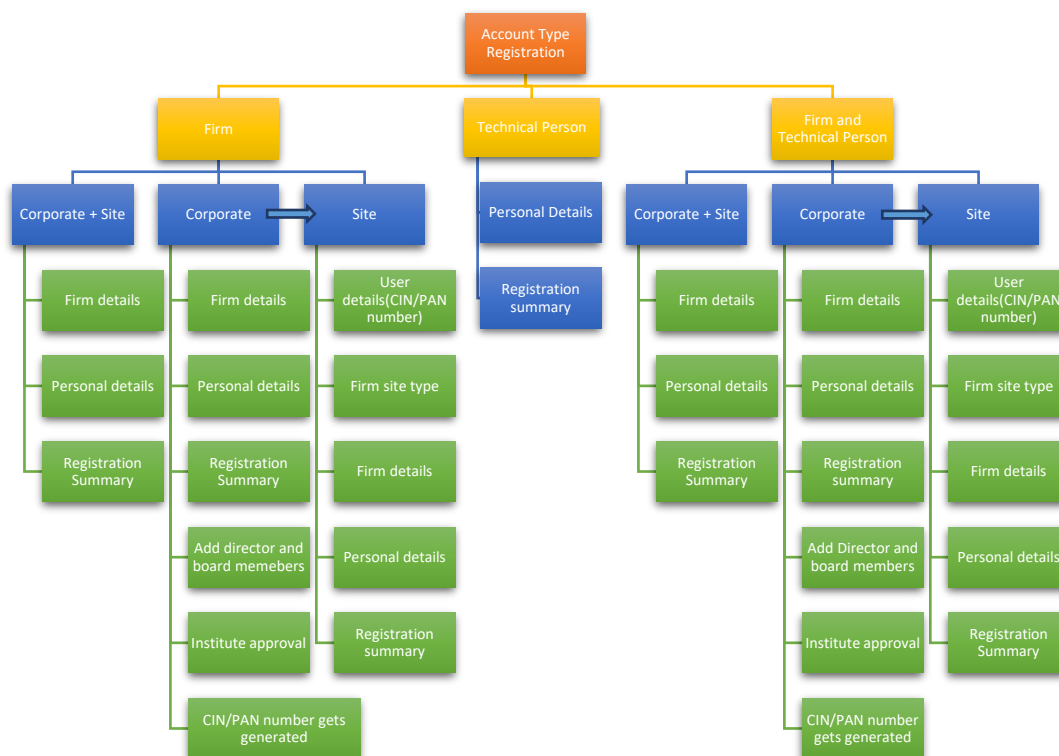 Account Type
Registration
Firm
Technical Person
Firm and
Technical Person
Corporate + Site
Corporate
Site
Personal Details
Registration
summary
Corporate + Site
Corporate
Site
Firm details
Personal details
Registration
Summary
Firm details
Personal details
Registration
Summary
Add director and
board memebers
Institute approval
CIN/PAN number gets
generated
User
details(CIN/PAN
number)
Firm site type
Firm details
Personal details
Registration
summary
Firm details
Personal details
Registration
Summary
Firm details
Personal details
Registration
summary
Add Director and
board members
Institute approval
CIN/PAN number
gets generated
User
details(CIN/PAN
number)
Firm site type
Firm details
Personal details
Registration
Summary